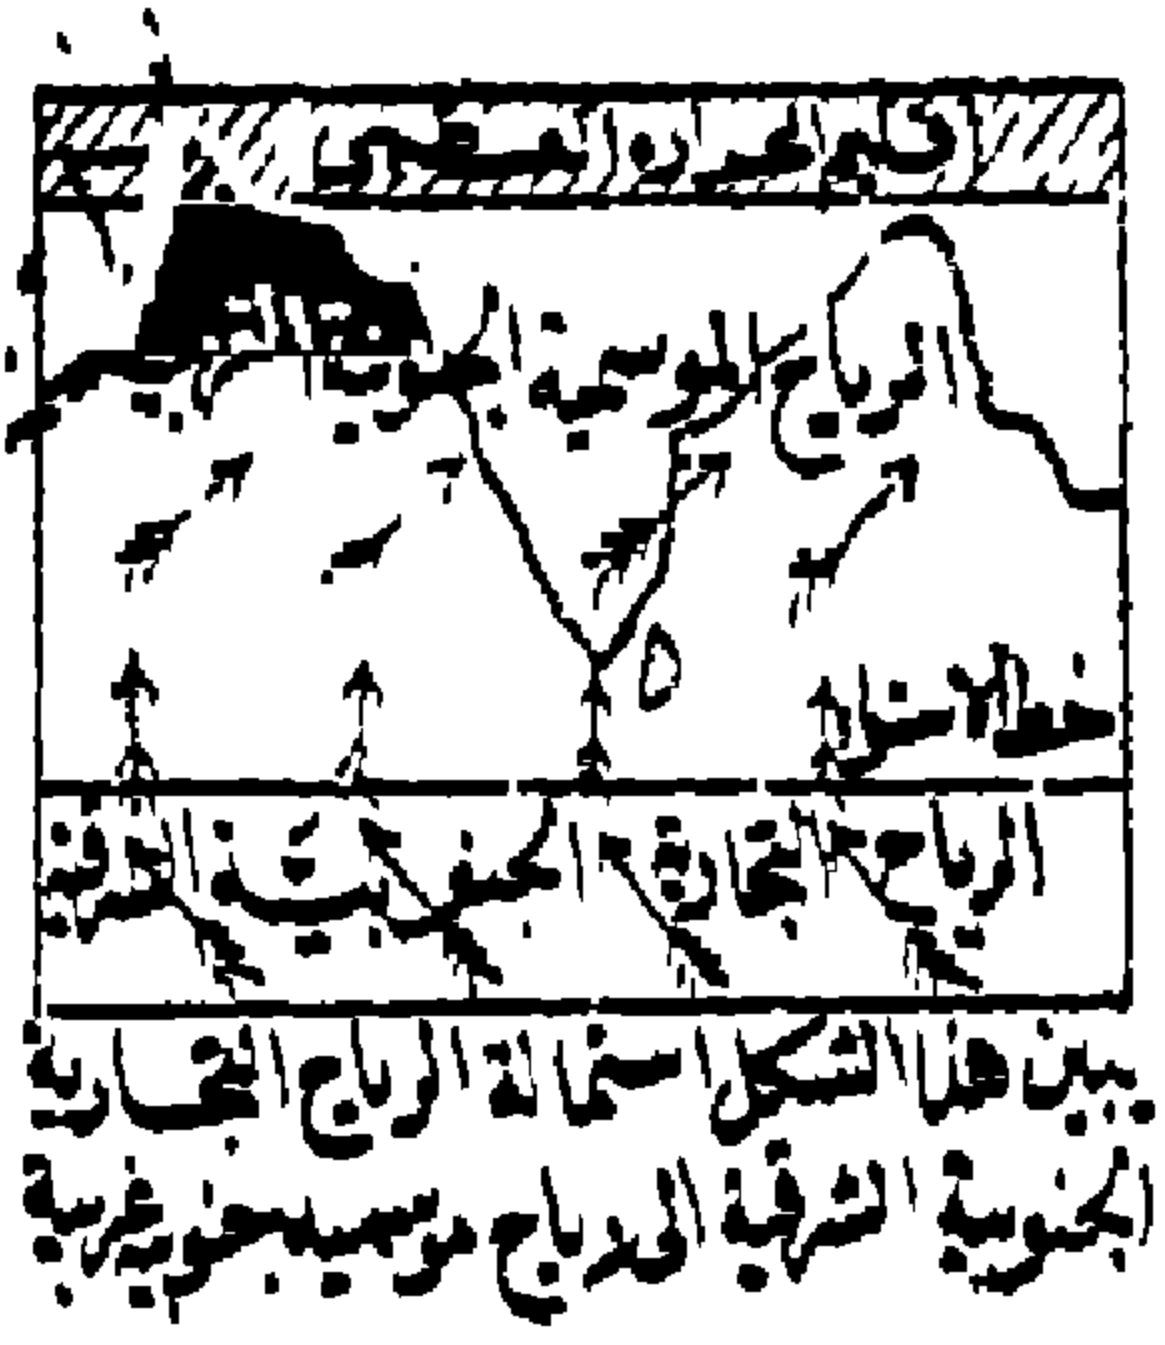 الرياح الموسمية الجنوبية الغربية
خط الاستواء
الرياح التجارية الجنوبية الشرقية
يبين هذا الشكل استمالة الرياح التجارية
الجنوبية الشرقية الى رياح موسمية جنوبية غربية